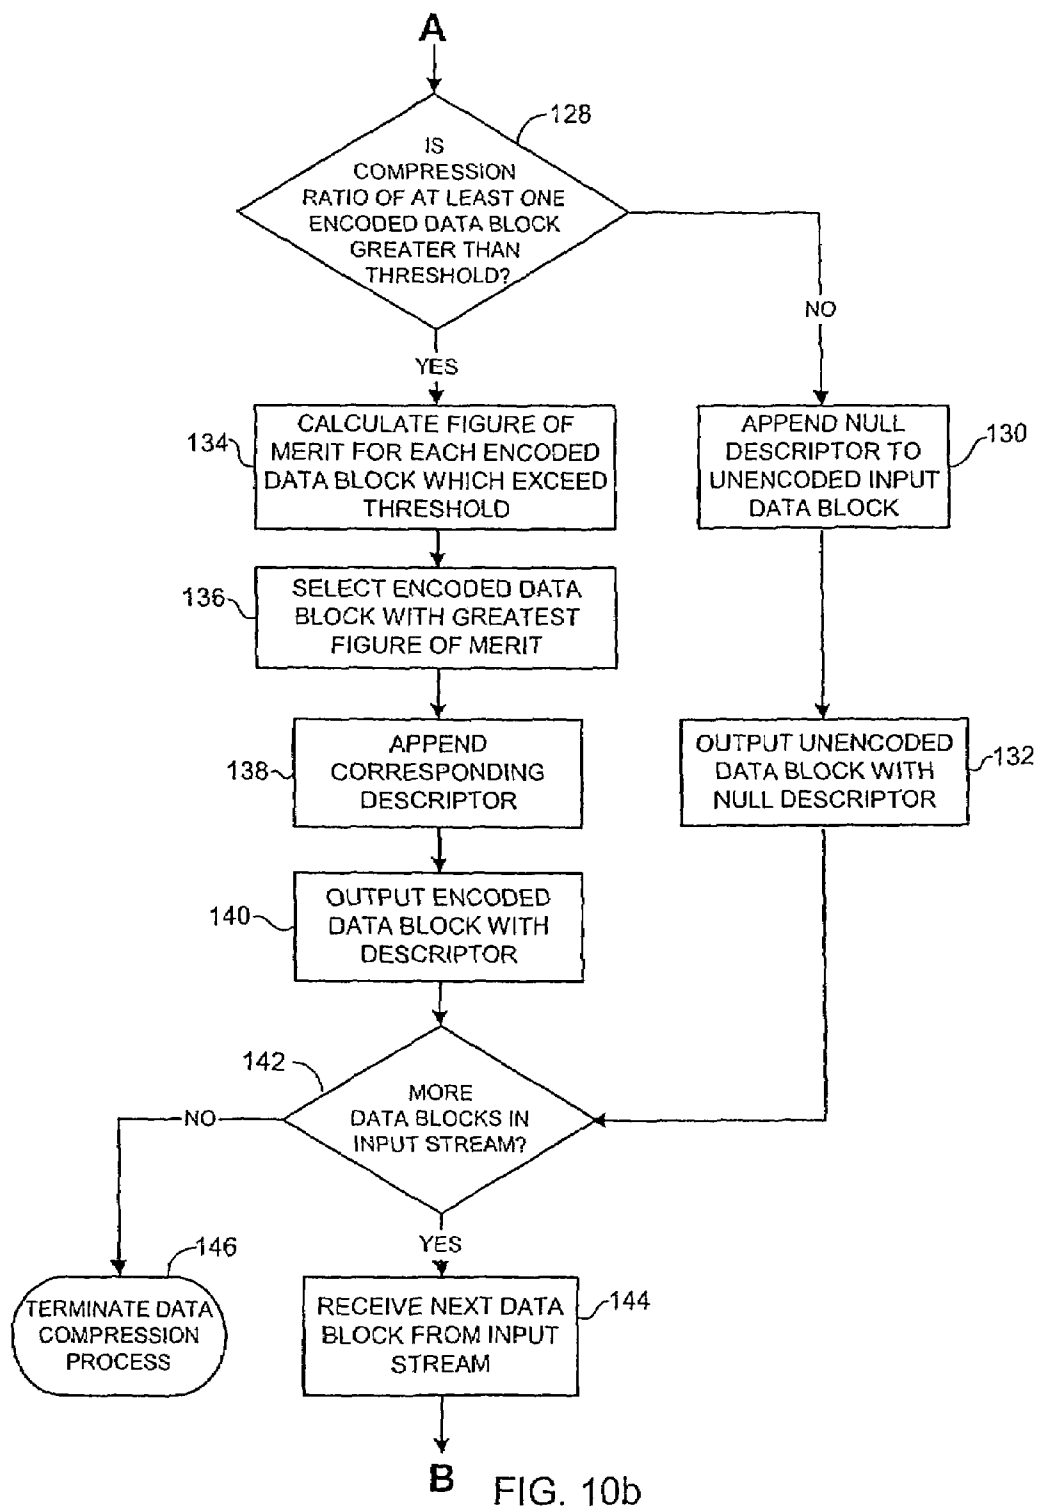 A
128
IS
COMPRESSION
RATIO OF AT LEAST ONE
ENCODED DATA BLOCK
GREATER THAN
THRESHOLD?
NO
YES
134
CALCULATE FIGURE OF
MERIT FOR EACH ENCODED
DATA BLOCK WHICH EXCEED
THRESHOLD
APPEND NULL
DESCRIPTOR TO
UNENCODED INPUT
DATA BLOCK
130
136
SELECT ENCODED DATA
BLOCK WITH GREATEST
FIGURE OF MERIT
138
APPEND
CORRESPONDING
DESCRIPTOR
OUTPUT UNENCODED
DATA BLOCK WITH
NULL DESCRIPTOR
132
140
OUTPUT ENCODED
DATA BLOCK WITH
DESCRIPTOR
142
MORE
DATA BLOCKS IN
INPUT STREAM?
NO
YES
146
TERMINATE DATA
COMPRESSION
PROCESS
RECEIVE NEXT DATA
BLOCK FROM INPUT
STREAM
144
B
FIG. 10b